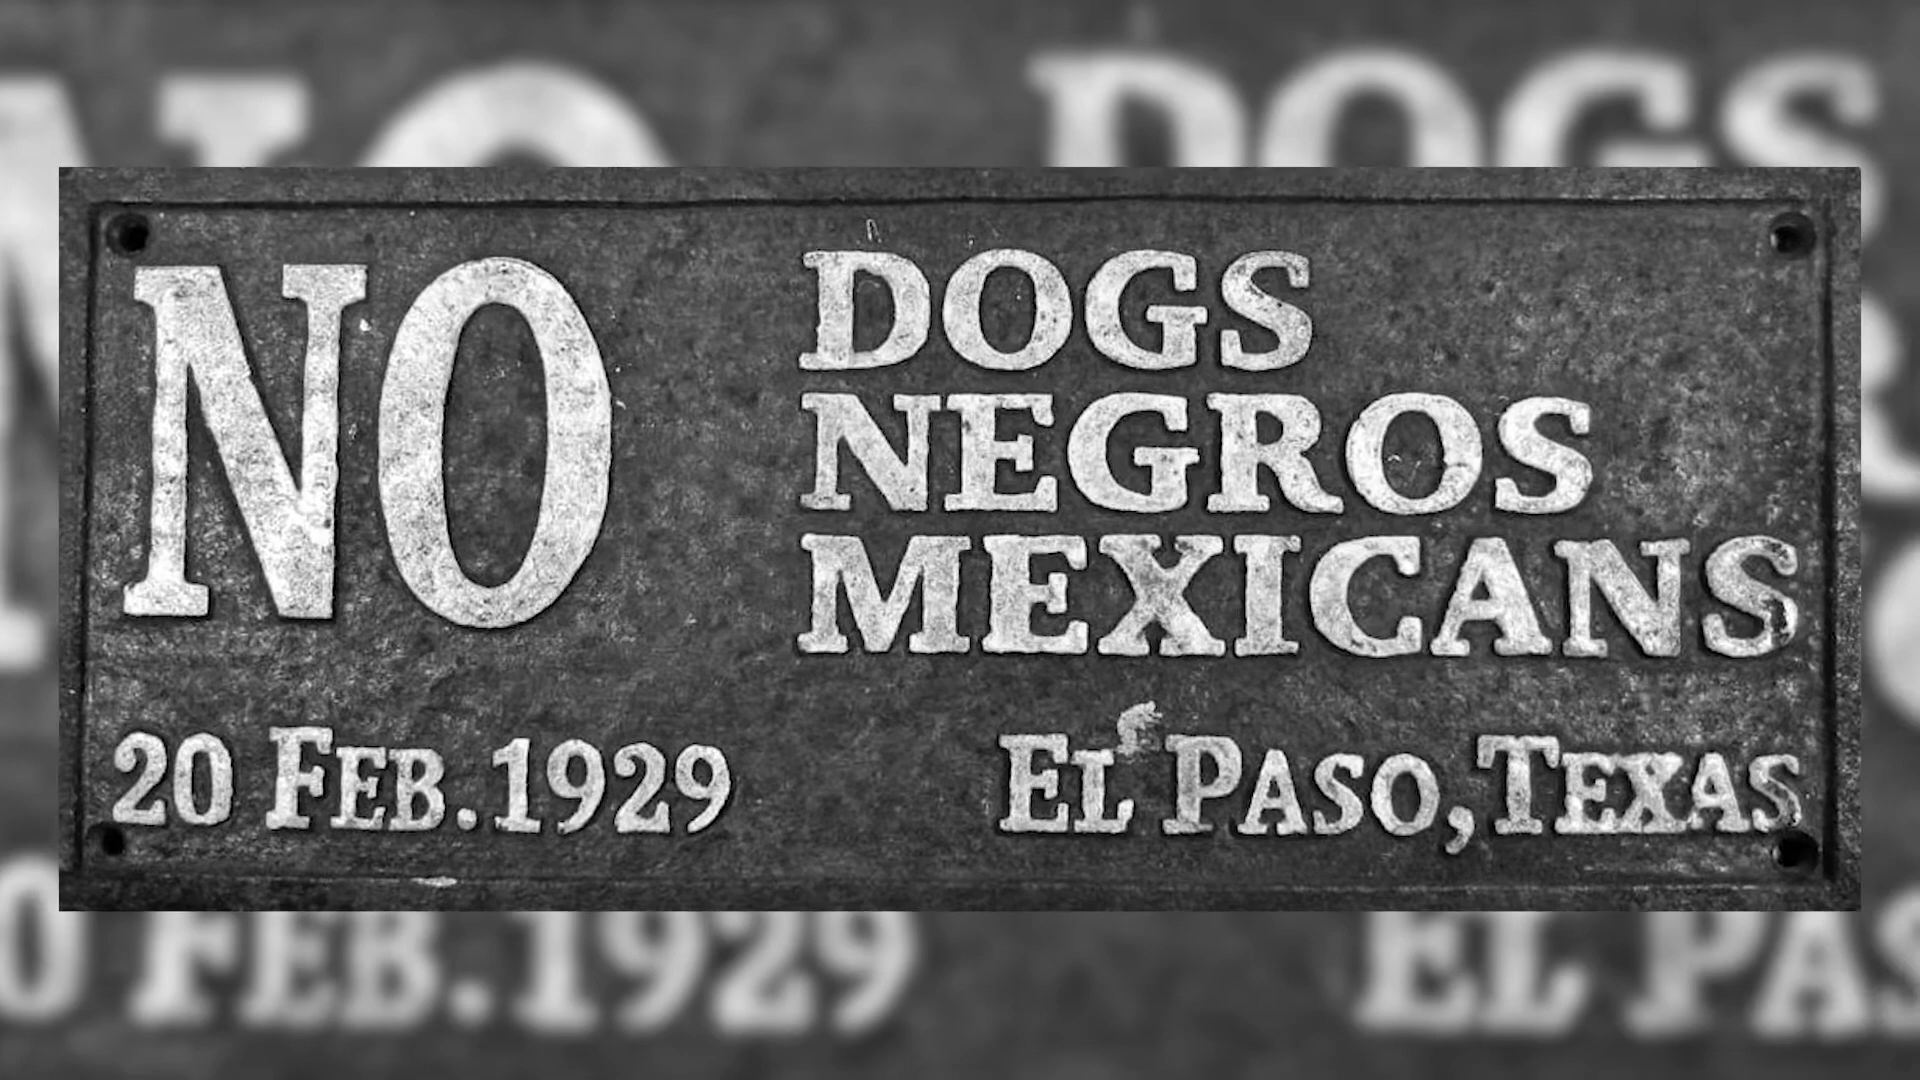 NO
DOGS
NEGROS
MEXICANS
20 FEB. 1929
EL PASO, TEXAS